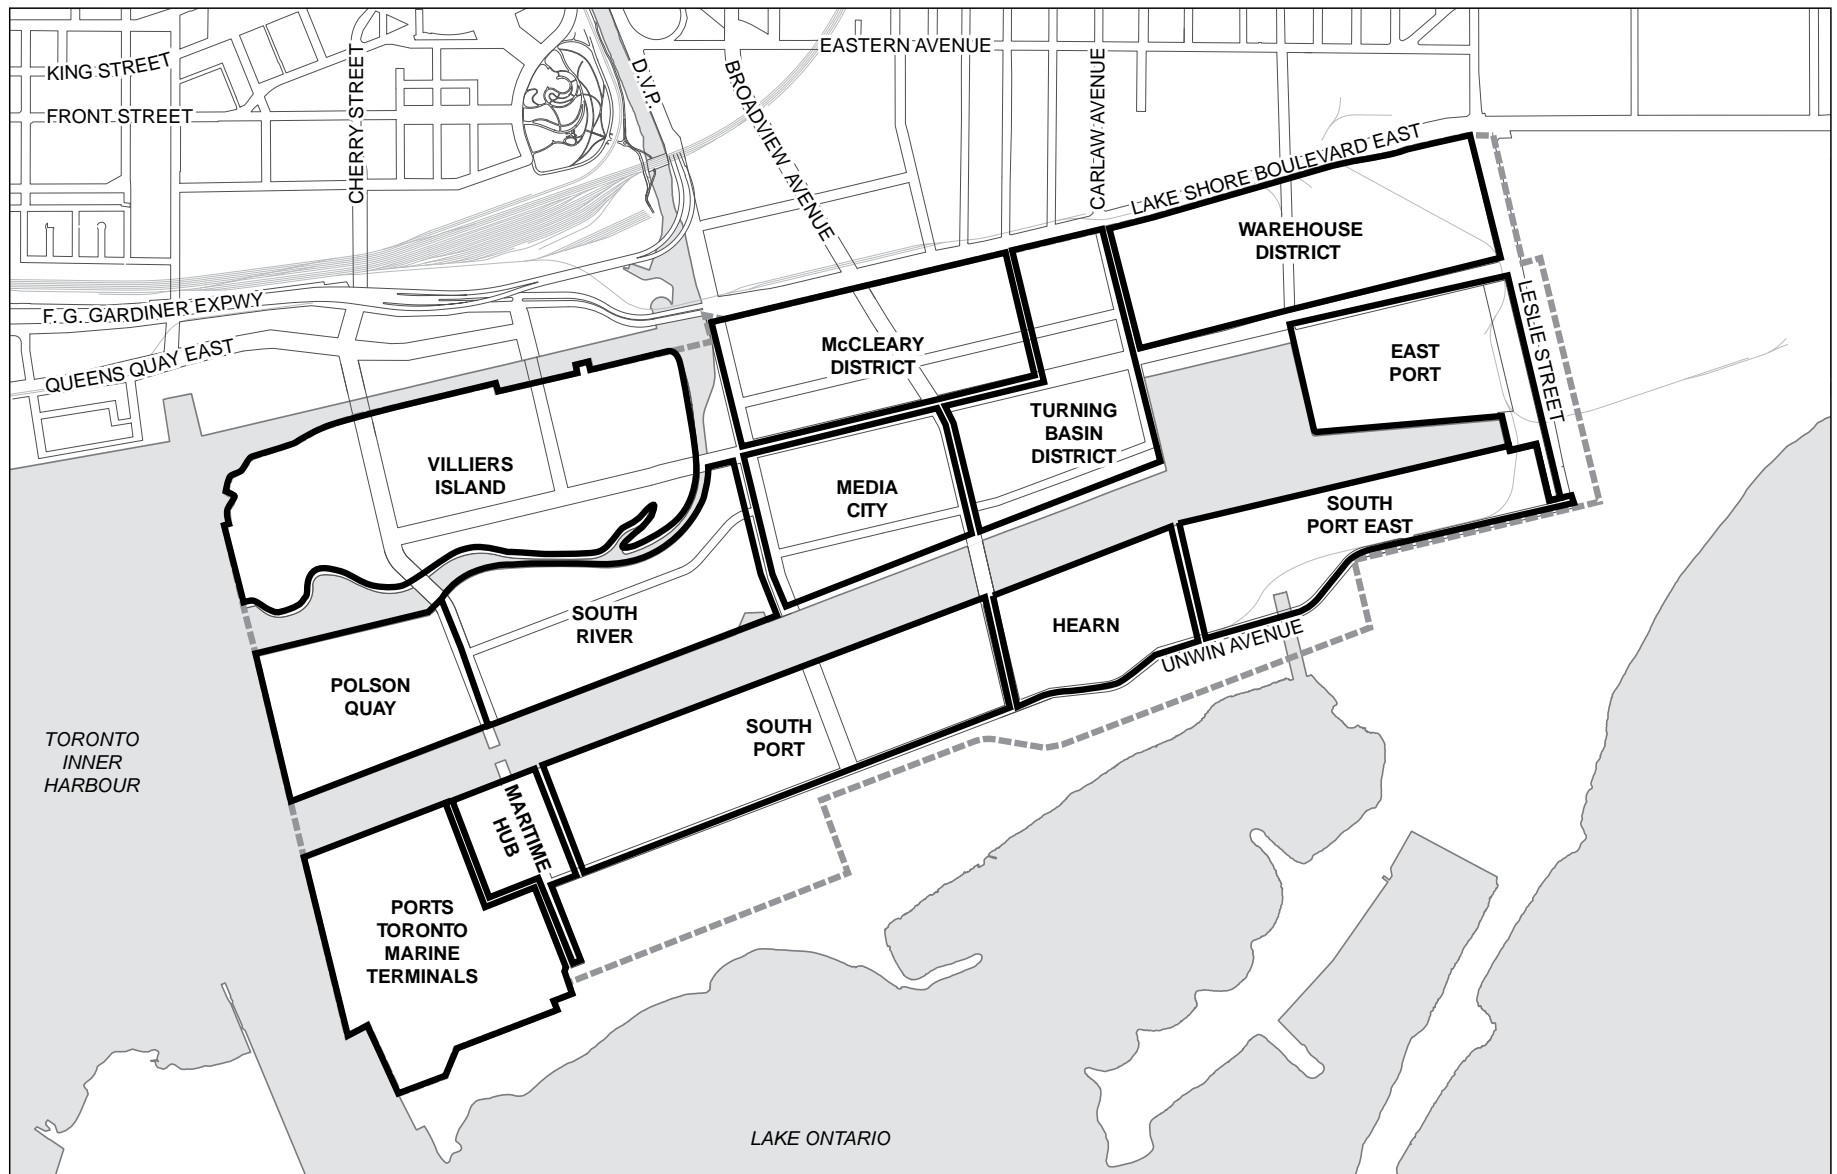 EASTERN AVENUE
KING STREET
FRONT STREET
CHERRY STREET
D.V.P.
BROADVIEW AVENUE
CARLAW AVENUE
LAKE SHORE BOULEVARD EAST
WAREHOUSE
DISTRICT
F. G. GARDINER EXPWY
QUEENS QUAY EAST
LESLIE STREET
McCLEARY
DISTRICT
EAST
PORT
TURNING
BASIN
DISTRICT
VILLIERS
ISLAND
MEDIA
CITY
SOUTH
PORT EAST
SOUTH
RIVER
HEARN
UNWIN AVENUE
POLSON
QUAY
SOUTH
PORT
TORONTO
INNER
HARBOUR
MARITIME
HUB
PORTS
TORONTO
MARINE
TERMINALS
LAKE ONTARIO